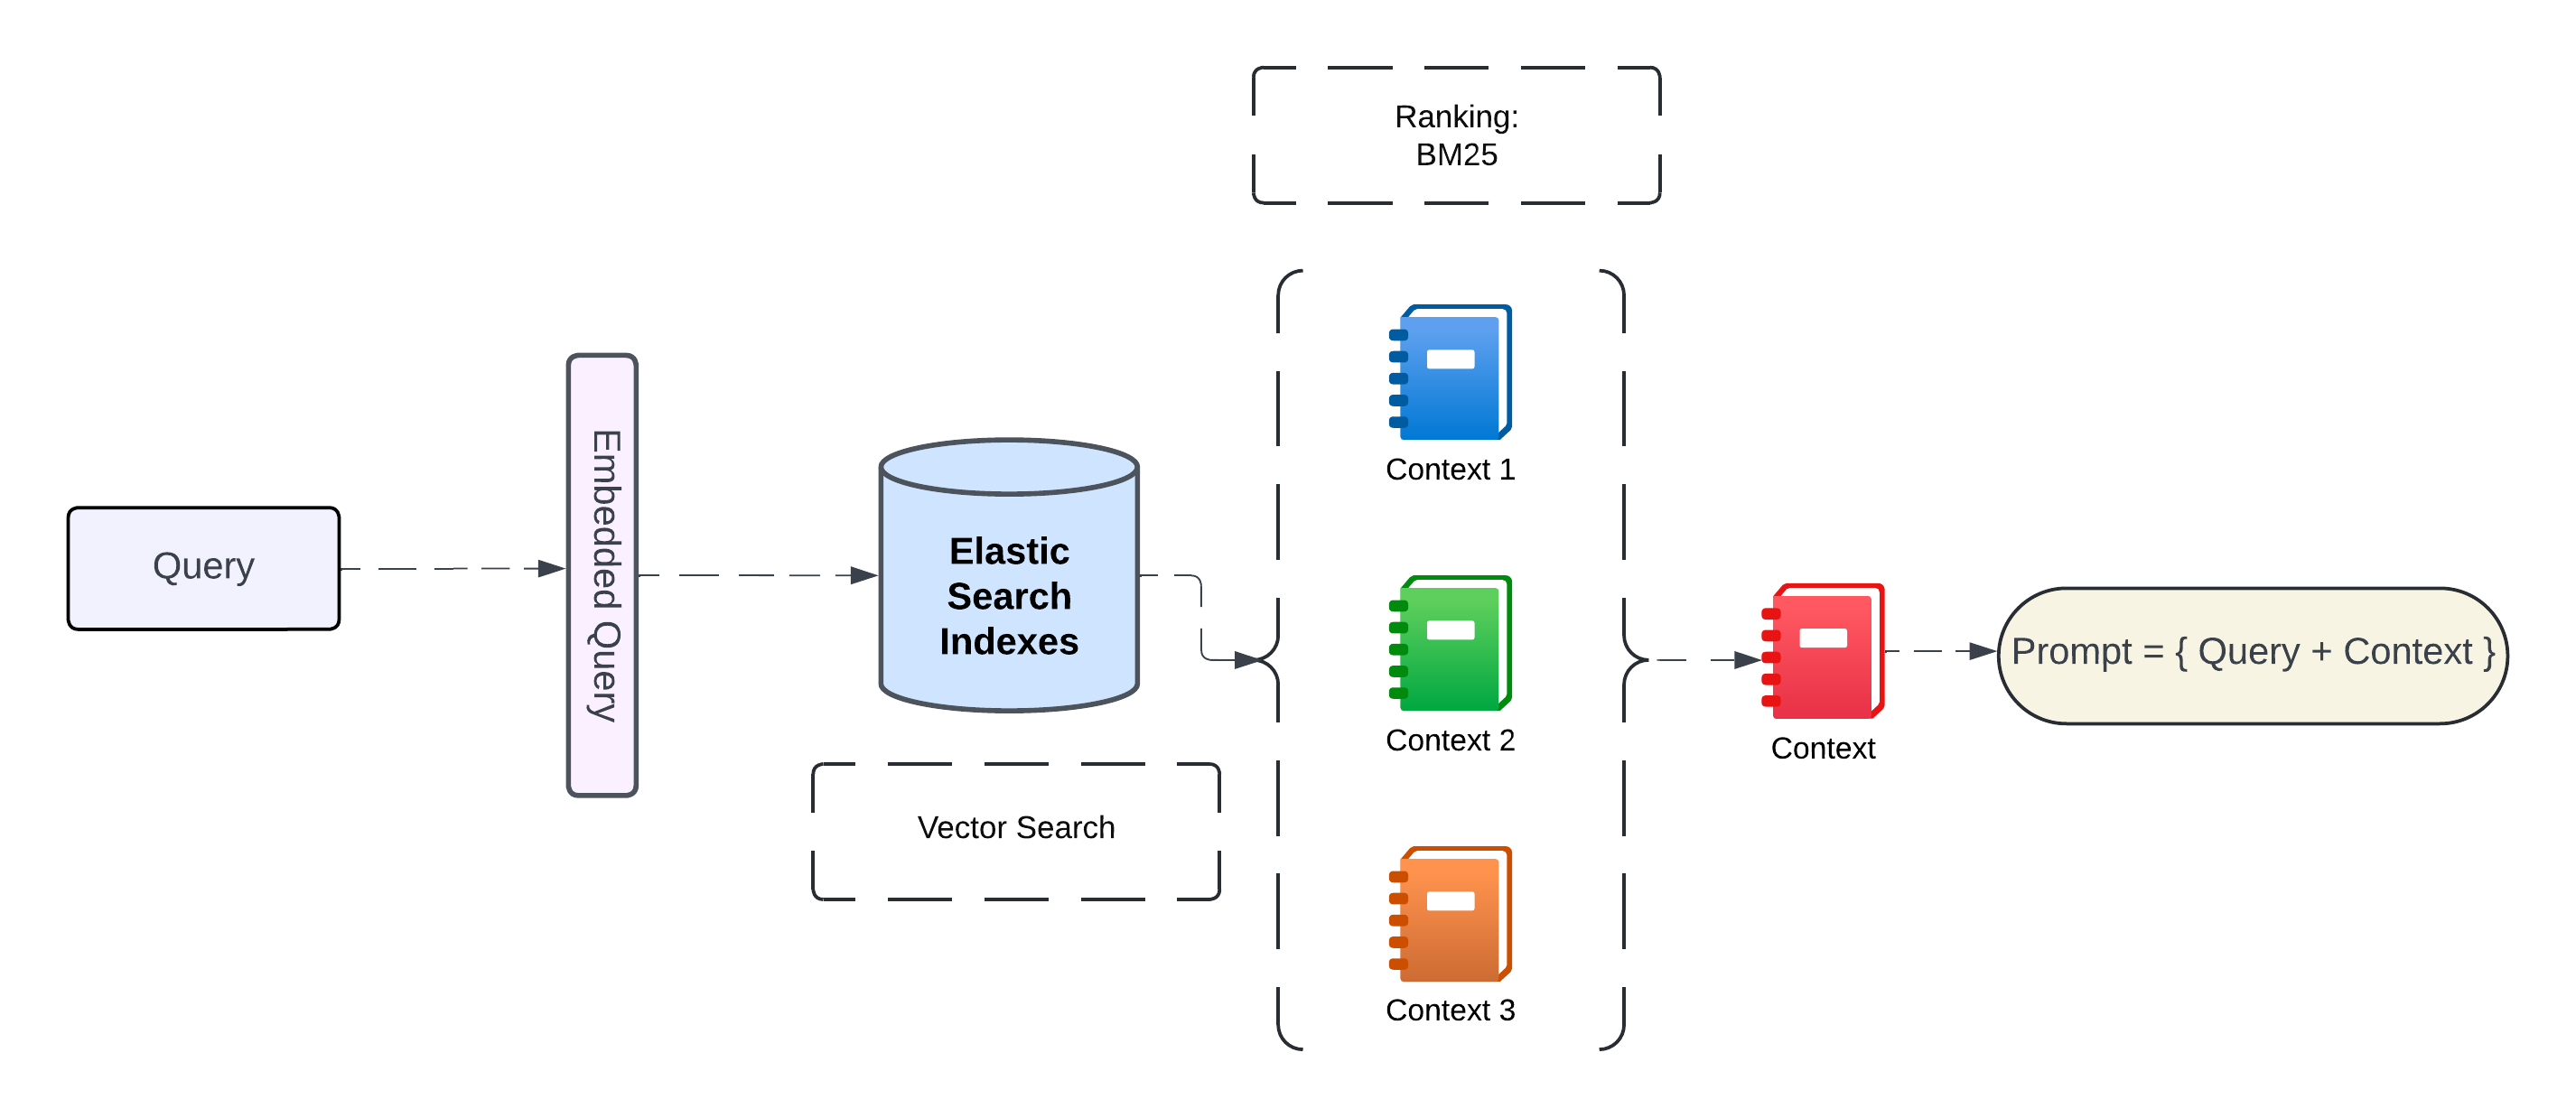 Ranking:
BM25
Query
Embedded Query
Elastic
Search
Indexes
Vector Search
Context 1
Context 2
Context 3
Context
Prompt = { Query + Context }